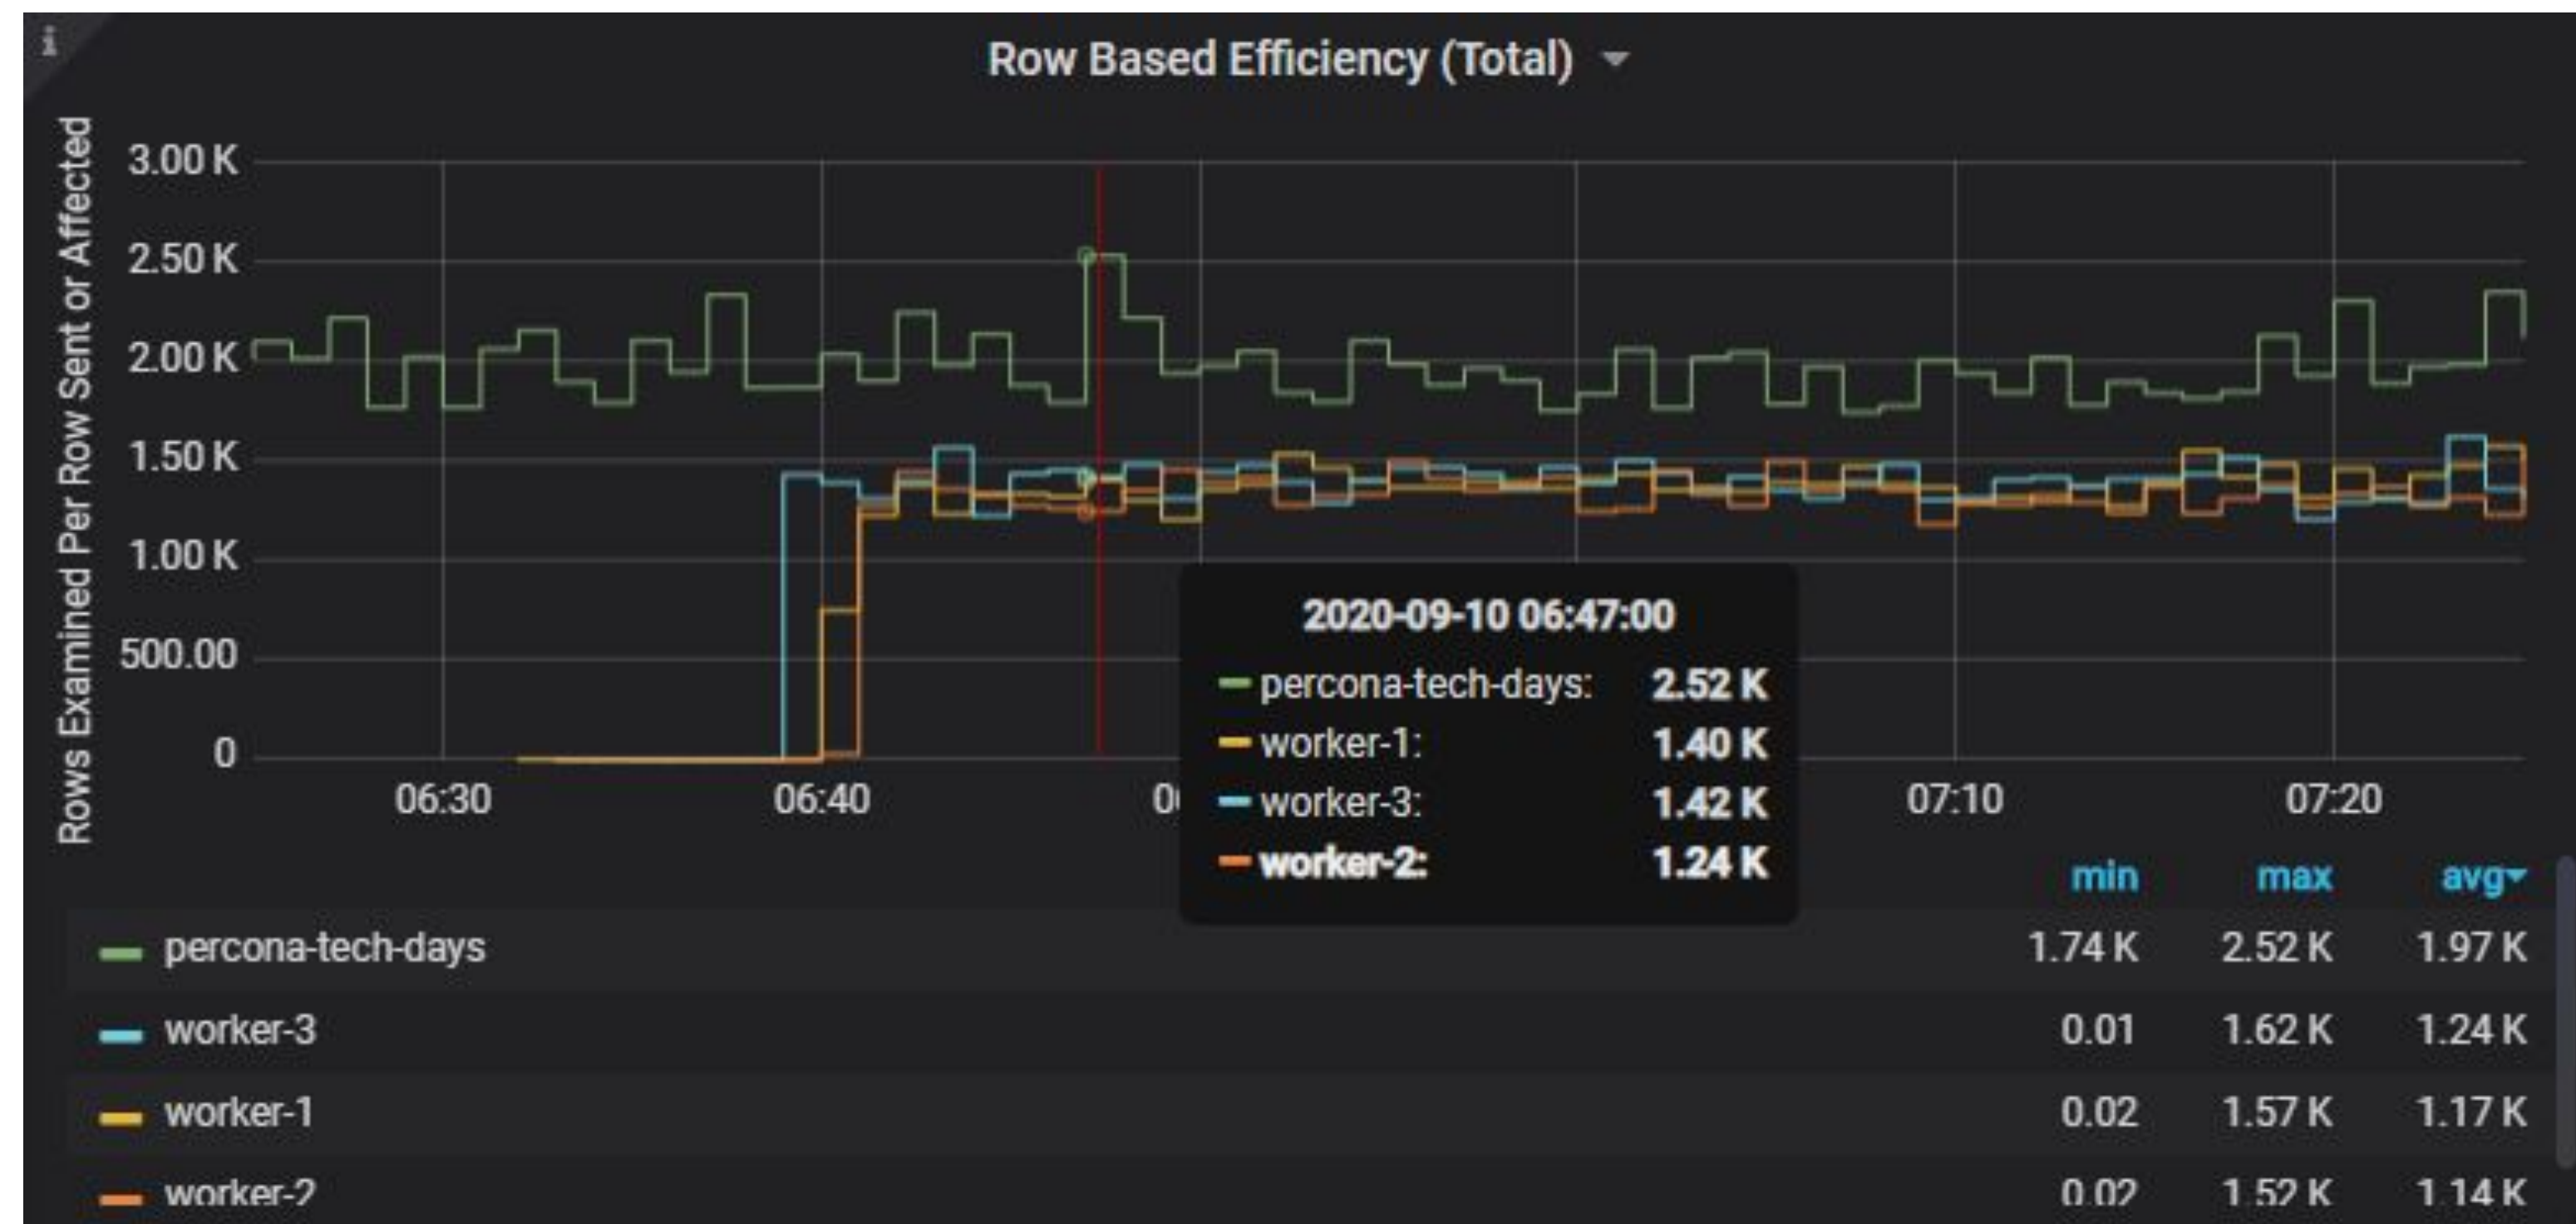 Row Based Efficiency (Total)
Rows Examined Per Row Sent or Affected
3.00 K
2.50 K
2.00 K
1.50 K
1.00 K
500.00
0
06:30 06:40 07:10 07:20
2020-09-10 06:47:00
percona-tech-days: 2.52 K
worker-1: 1.40 K
worker-3: 1.42 K
worker-2: 1.24 K
min max avg
percona-tech-days 1.74 K 2.52 K 1.97 K
worker-3 0.01 1.62 K 1.24 K
worker-1 0.02 1.57 K 1.17 K
worker-2 0.02 1.52 K 1.14 K